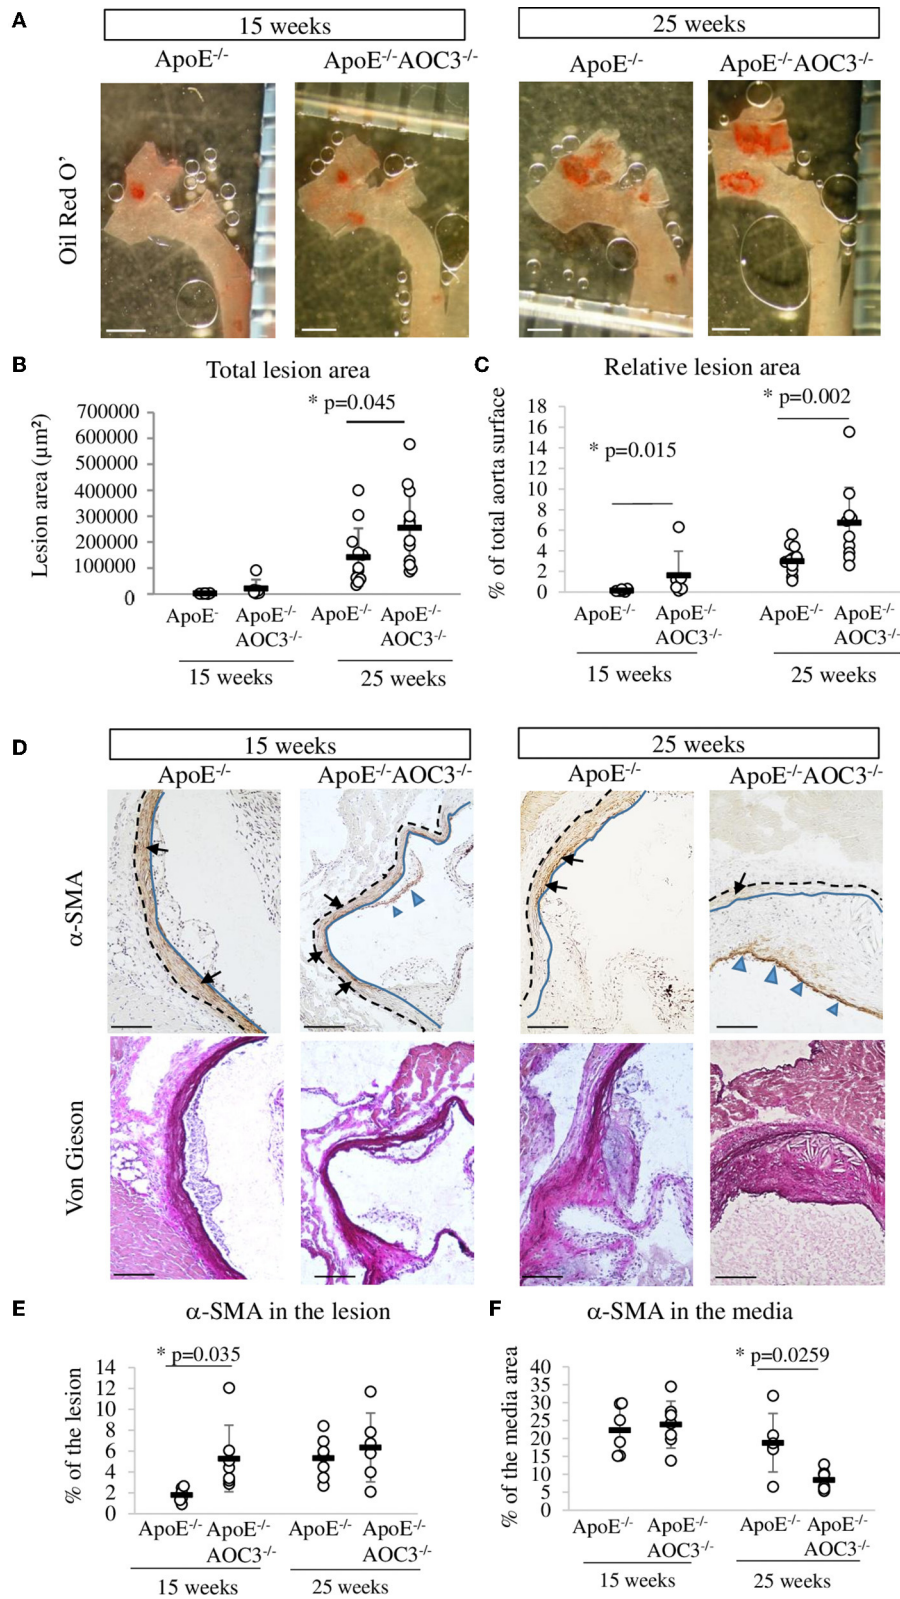 A
15 weeks
25 weeks
ApoE-/-
ApoE-/-AOC3-/-
ApoE-/-
ApoE-/-AOC3-/-
Oil Red O’
B
Total lesion area
* p=0.045
Lesion area (µm²)
700000
600000
500000
400000
300000
200000
100000
0
ApoE-
ApoE-/-
AOC3-/-
ApoE-/-
ApoE-/-
AOC3-/-
15 weeks
25 weeks
C
Relative lesion area
* p=0.002
* p=0.015
% of total aorta surface
18
16
14
12
10
8
6
4
2
0
ApoE-/-
ApoE-/-
AOC3-/-
ApoE-/-
ApoE-/-
AOC3-/-
15 weeks
25 weeks
D
15 weeks
25 weeks
ApoE-/-
ApoE-/-AOC3-/-
ApoE-/-
ApoE-/-AOC3-/-
α-SMA
Von Gieson
E
α-SMA in the lesion
* p=0.035
% of the lesion
14
12
10
8
6
4
2
0
ApoE-/-
ApoE-/-
AOC3-/-
ApoE-/-
ApoE-/-
AOC3-/-
15 weeks
25 weeks
F
α-SMA in the media
* p=0.0259
% of the media area
40
35
30
25
20
15
10
5
0
ApoE-/-
ApoE-/-
AOC3-/-
ApoE-/-
ApoE-/-
AOC3-/-
15 weeks
25 weeks